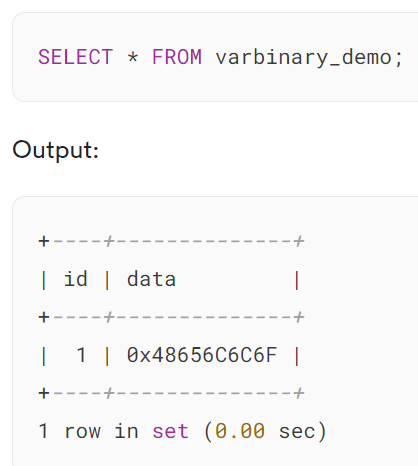 SELECT * FROM varbinary_demo;
Output:
+----+--------------+
| id | data         |
+----+--------------+
|  1 | 0x48656C6C6F |
+----+--------------+
1 row in set (0.00 sec)